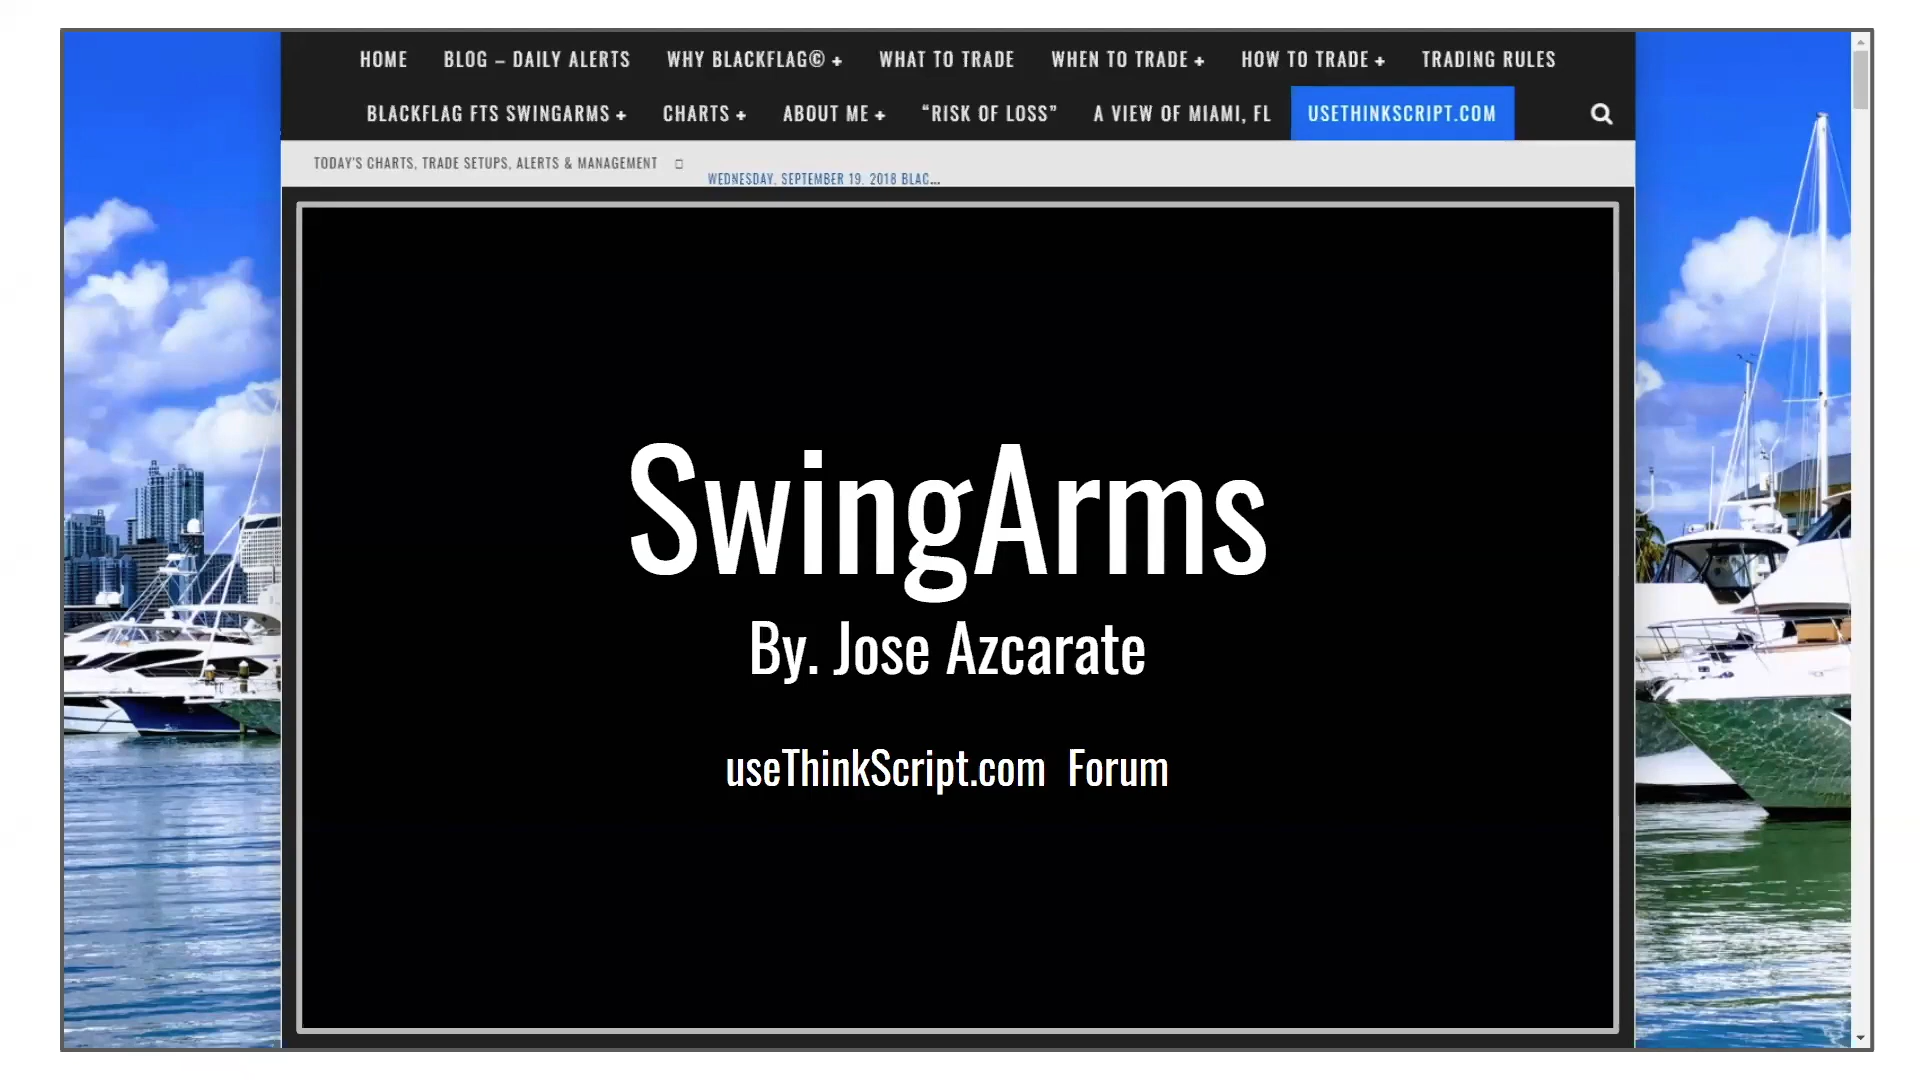 HOME BLOG – DAILY ALERTS WHY BLACKFLAG© + WHAT TO TRADE WHEN TO TRADE + HOW TO TRADE + TRADING RULES
BLACKFLAG FTS SWINGARMS + CHARTS + ABOUT ME + “RISK OF LOSS” A VIEW OF MIAMI, FL USETHINKSCRIPT.COM
TODAY'S CHARTS, TRADE SETUPS, ALERTS & MANAGEMENT
WEDNESDAY, SEPTEMBER 19, 2018 BLAC...
SwingArms
By. Jose Azcarate
useThinkScript.com Forum